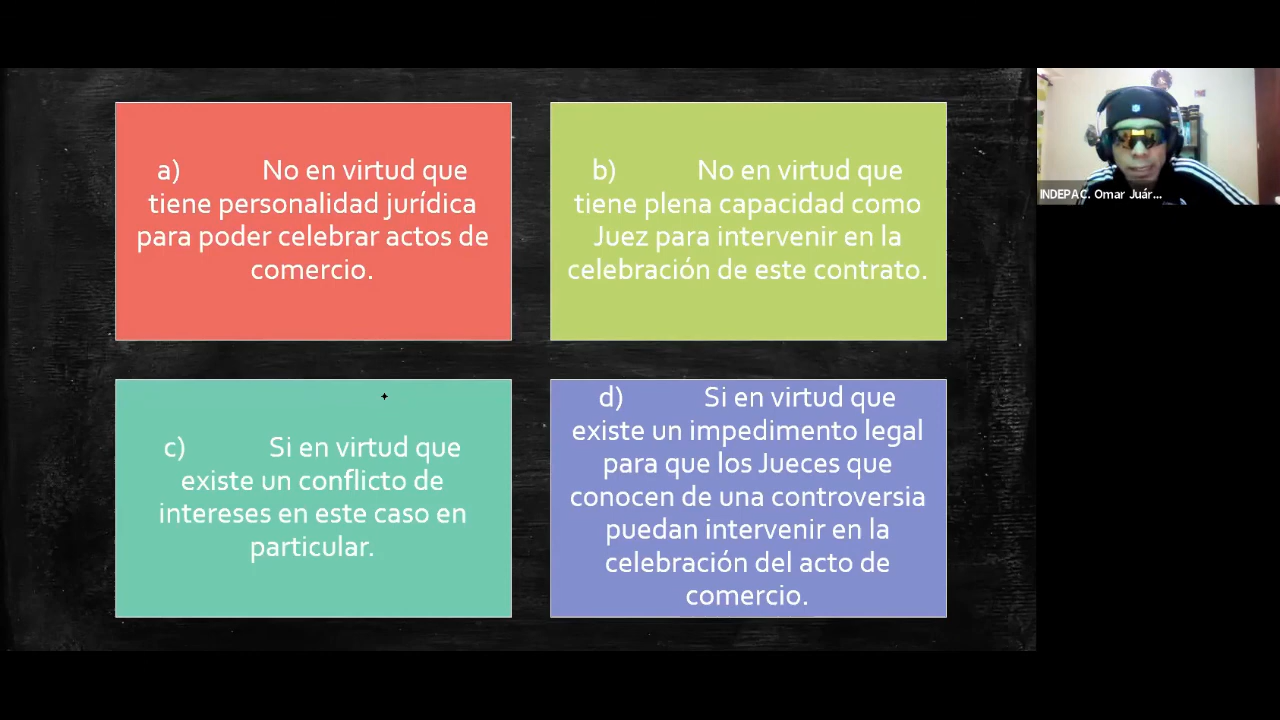 a) No en virtud que
tiene personalidad jurídica
para poder celebrar actos de
comercio.
b) No en virtud que
tiene plena capacidad como
Juez para intervenir en la
celebración de este contrato.
c) Si en virtud que
existe un conflicto de
intereses en este caso en
particular.
d) Si en virtud que
existe un impedimento legal
para que los Jueces que
conocen de una controversia
puedan intervenir en la
celebración del acto de
comercio.
INDEPAC. Omar Juár...